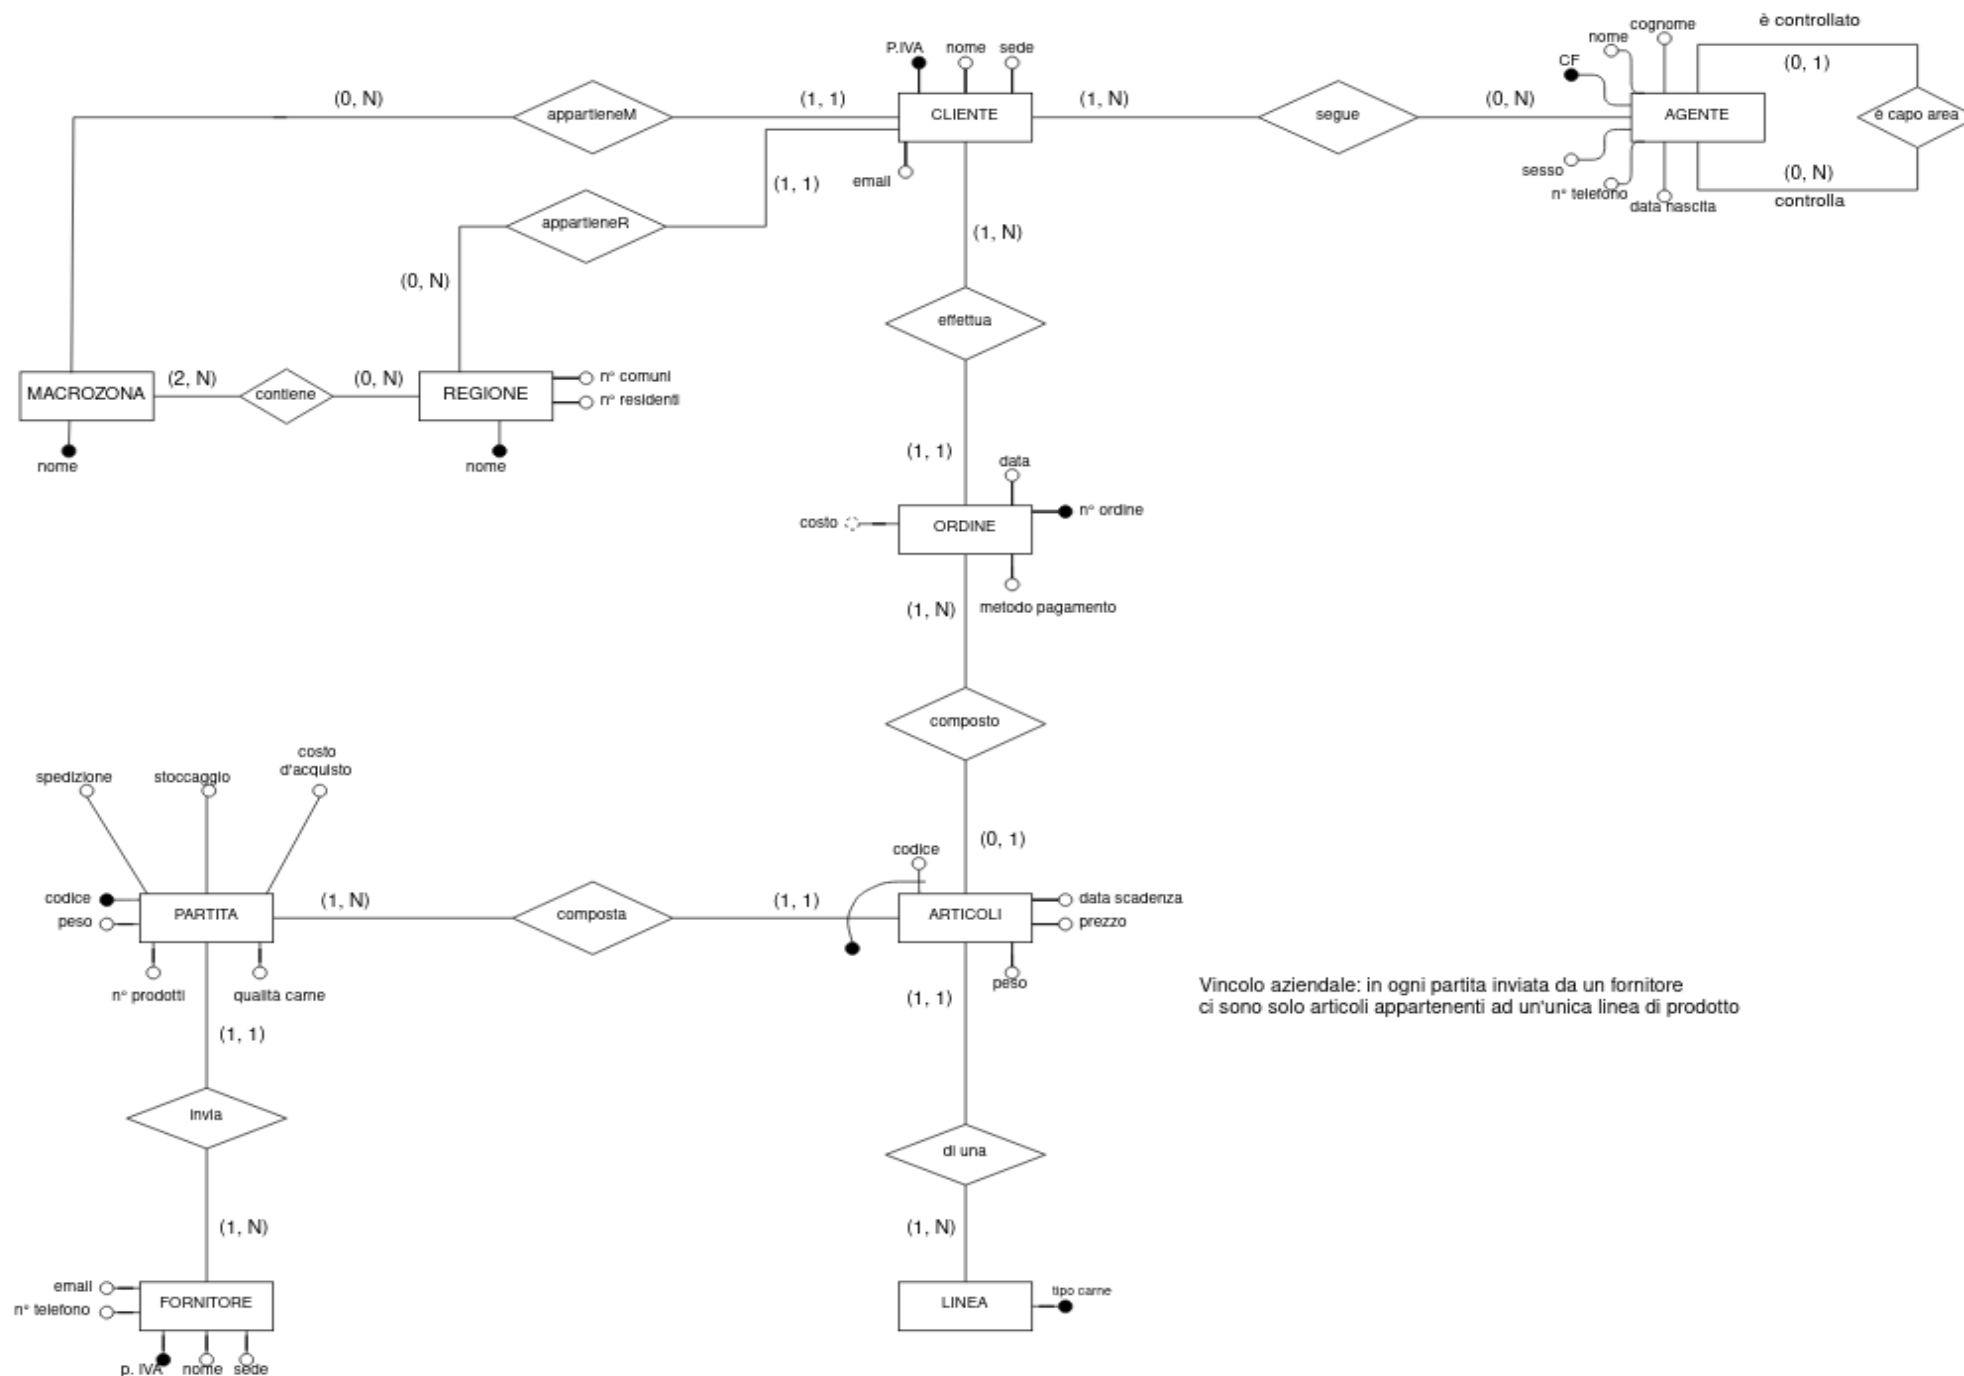 è controllato
cognome
nome
CF
(0, 1)
P.IVA
nome
sede
(0, N)
appartieneM
(1, 1)
CLIENTE
(1, N)
segue
(0, N)
AGENTE
è capo area
email
(1, 1)
sesso
n° telefono
data nascita
(0, N)
controlla
appartieneR
(1, N)
(0, N)
effettua
MACROZONA
(2, N)
contiene
(0, N)
REGIONE
n° comuni
n° residenti
nome
nome
(1, 1)
data
n° ordine
costo
ORDINE
(1, N)
metodo pagamento
composto
costo
d'acquisto
spedizione
stoccaggio
(0, 1)
codice
codice
peso
PARTITA
(1, N)
composta
(1, 1)
ARTICOLI
data scadenza
prezzo
peso
n° prodotti
qualità carne
(1, 1)
Vincolo aziendale: in ogni partita inviata da un fornitore
ci sono solo articoli appartenenti ad un'unica linea di prodotto
(1, 1)
invia
di una
(1, N)
(1, N)
email
n° telefono
FORNITORE
p. IVA
nome
sede
LINEA
tipo carne